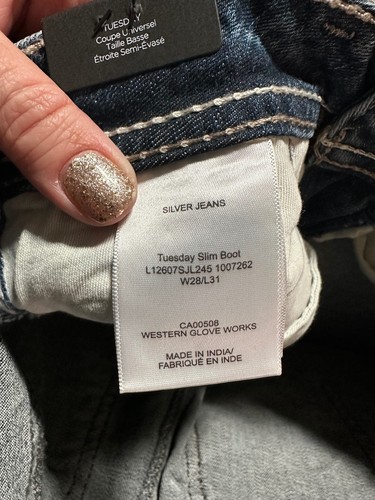 TUESDAY
Coupe Universel
Taille Basse
Étroite Semi-Évasé
SILVER JEANS
Tuesday Slim Boot
L12607SJL245 1007262
W28/L31
CA00508
WESTERN GLOVE WORKS
MADE IN INDIA/
FABRIQUÉ EN INDE